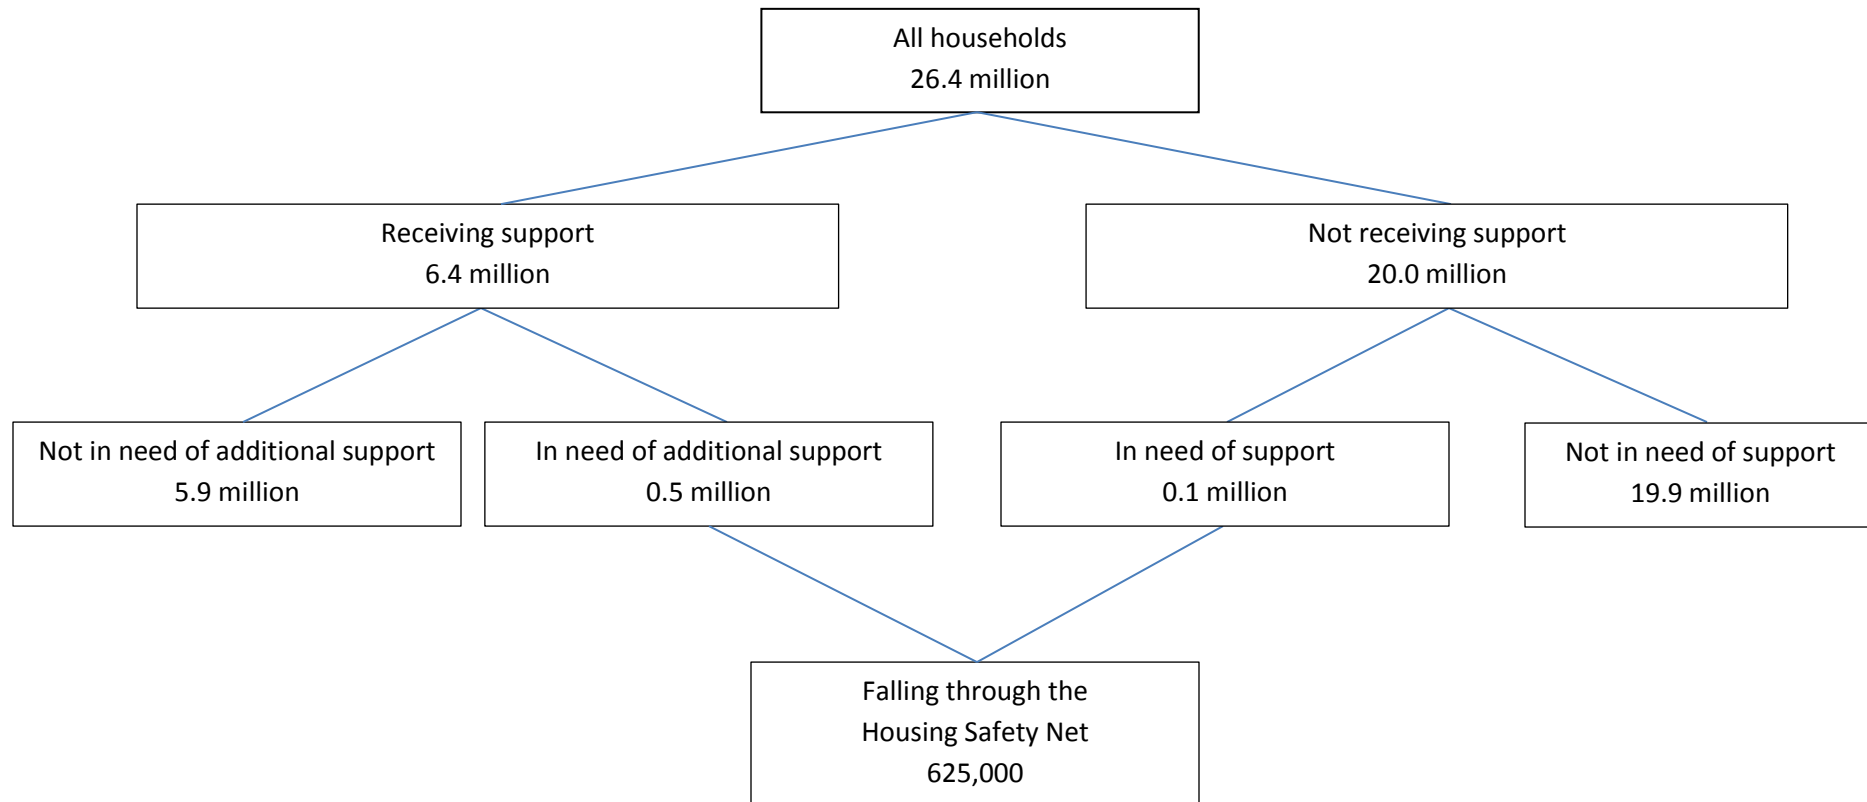 All households
26.4 million
Receiving support
6.4 million
Not receiving support
20.0 million
Not in need of additional support
5.9 million
In need of additional support
0.5 million
In need of support
0.1 million
Not in need of support
19.9 million
Falling through the
Housing Safety Net
625,000